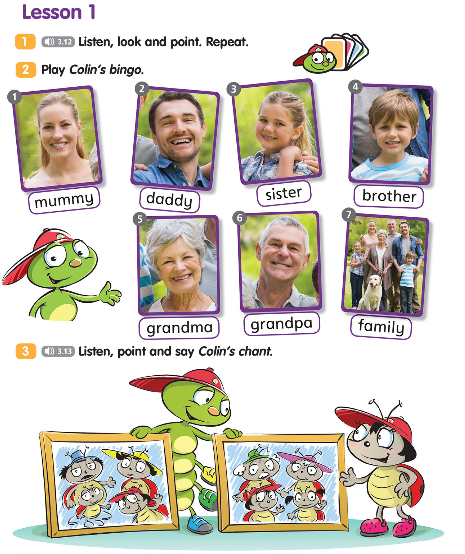 Lesson 1
1 3.12 Listen, look and point. Repeat.
2 Play Colin's bingo.
1
2
3
4
mummy
daddy
sister
brother
5
6
7
grandma
grandpa
family
3 3.13 Listen, point and say Colin's chant.